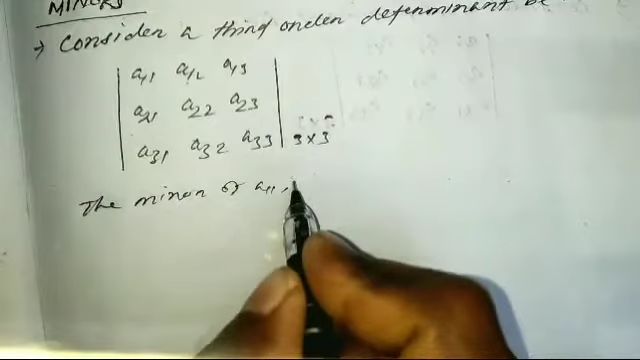 MINORS
→ Consider a third order determinant be
a11 a12 a13
a21 a22 a23
a31 a32 a33 3×3
The minor of a11,